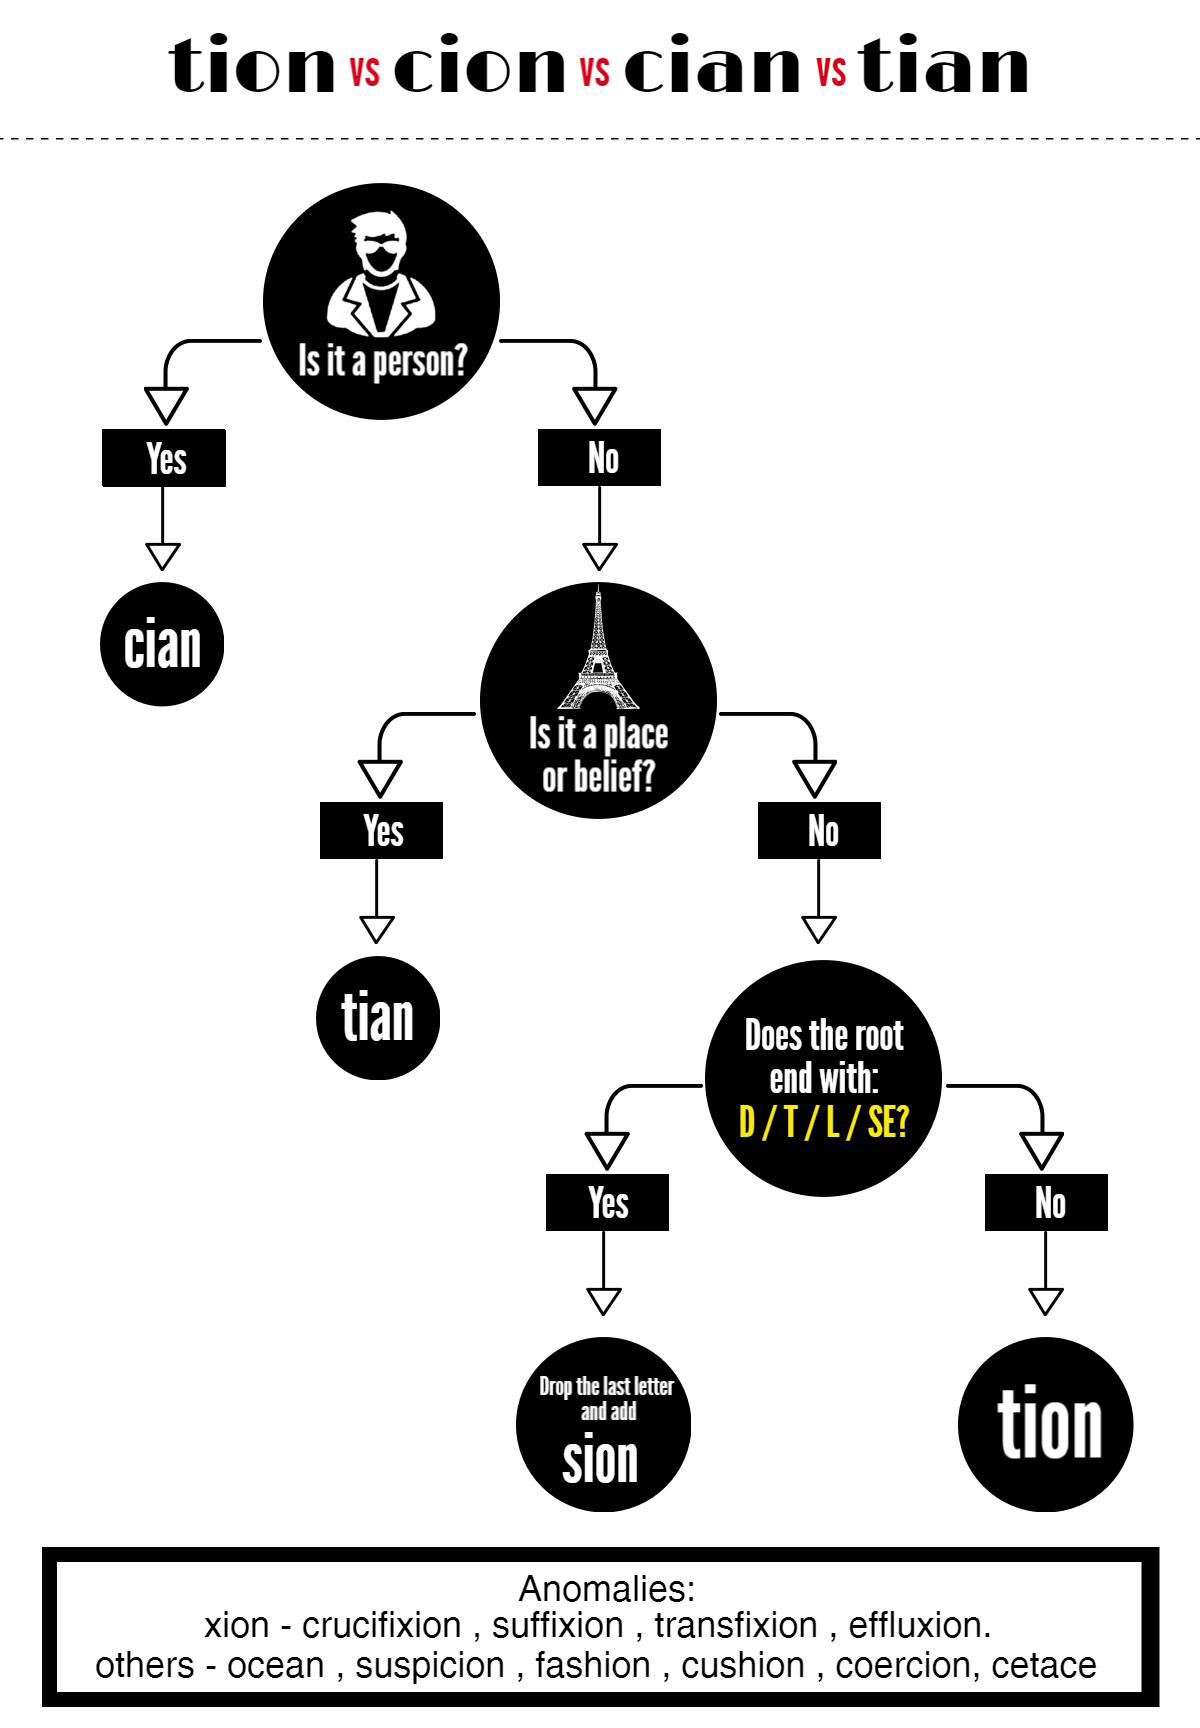 tion vs cion vs cian vs tian
Is it a person?
Yes
No
cian
Is it a place
or belief?
Yes
No
tian
Does the root
end with:
D / T / L / SE?
Yes
No
Drop the last letter
and add
sion
tion
Anomalies:
xion - crucifixion , suffixion , transfixion , effluxion.
others - ocean , suspicion , fashion , cushion , coercion, cetace